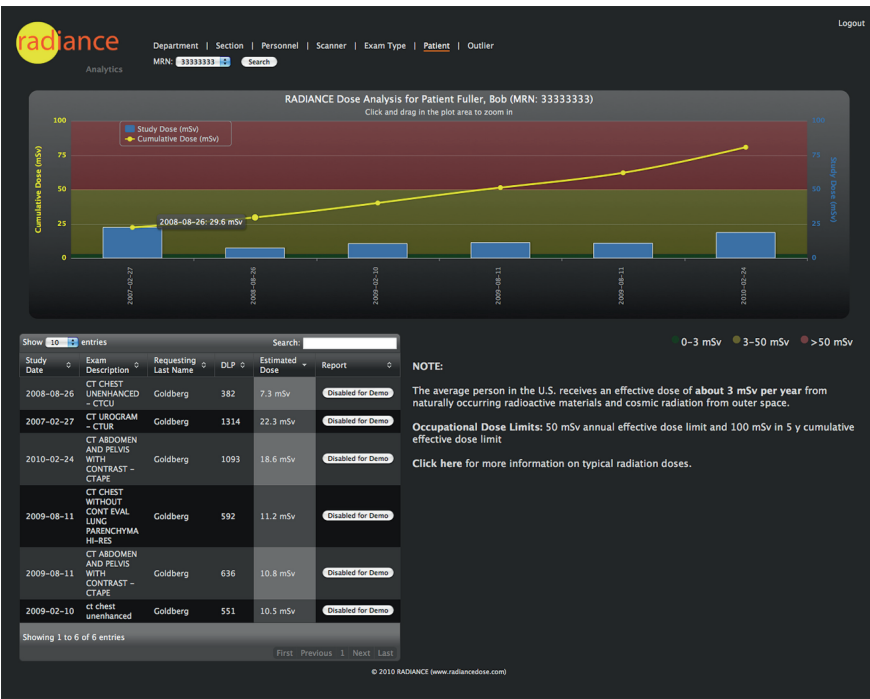 Logout
radiance
Analytics
Department | Section | Personnel | Scanner | Exam Type | Patient | Outlier
MRN: 33333333 Search
RADIANCE Dose Analysis for Patient Fuller, Bob (MRN: 33333333)
Click and drag in the plot area to zoom in
Study Dose (mSv)
Cumulative Dose (mSv)
Cumulative Dose (mSv)
100
75
50
25
0
2008-08-26: 29.6 mSv
100
75
50
25
0
Study Dose (mSv)
2007-02-27
2008-08-26
2009-02-10
2009-08-11
2009-08-11
2010-02-24
Show 10 entries Search:
Study Date Exam Description Requesting Last Name DLP Estimated Dose Report
2008-08-26 CT CHEST UNENHANCED - CTCU Goldberg 382 7.3 mSv Disabled for Demo
2007-02-27 CT UROGRAM - CTUR Goldberg 1314 22.3 mSv Disabled for Demo
2010-02-24 CT ABDOMEN AND PELVIS WITH CONTRAST - CTAPE Goldberg 1093 18.6 mSv Disabled for Demo
2009-08-11 CT CHEST WITHOUT CONT EVAL LUNG PARENCHYMA HI-RES Goldberg 592 11.2 mSv Disabled for Demo
2009-08-11 CT ABDOMEN AND PELVIS WITH CONTRAST - CTAPE Goldberg 636 10.8 mSv Disabled for Demo
2009-02-10 ct chest unenhanced Goldberg 551 10.5 mSv Disabled for Demo
Showing 1 to 6 of 6 entries
First Previous 1 Next Last
0-3 mSv 3-50 mSv >50 mSv
NOTE:
The average person in the U.S. receives an effective dose of about 3 mSv per year from
naturally occurring radioactive materials and cosmic radiation from outer space.
Occupational Dose Limits: 50 mSv annual effective dose limit and 100 mSv in 5 y cumulative
effective dose limit
Click here for more information on typical radiation doses.
© 2010 RADIANCE (www.radiancedose.com)